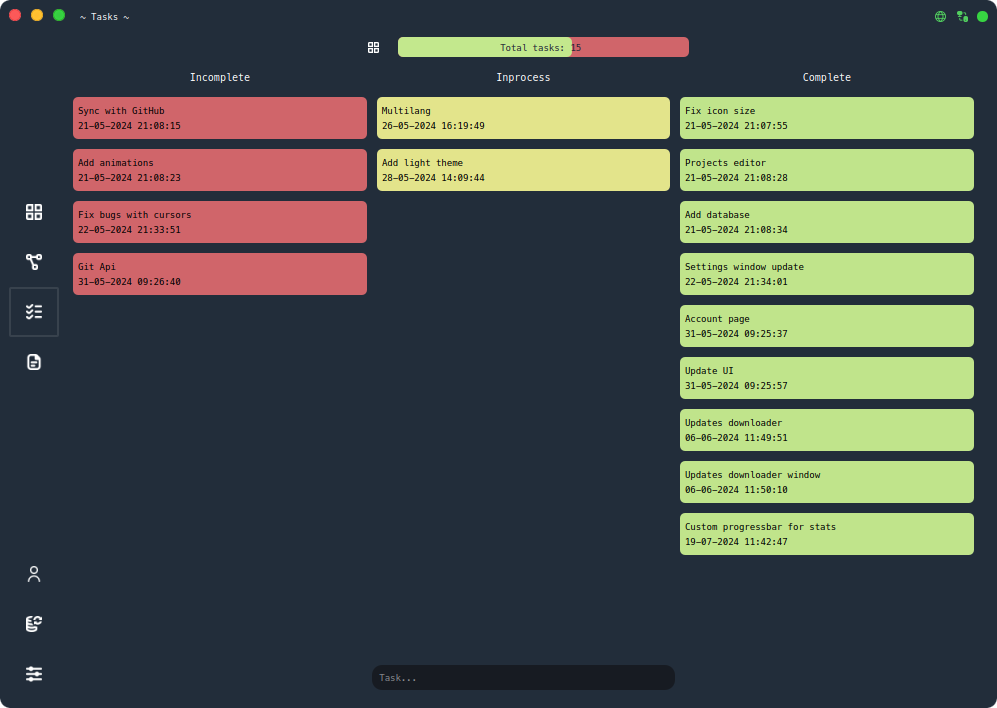 ~ Tasks ~
Total tasks: 15
Incomplete
Sync with GitHub
21-05-2024 21:08:15
Add animations
21-05-2024 21:08:23
Fix bugs with cursors
22-05-2024 21:33:51
Git Api
31-05-2024 09:26:40
Inprocess
Multilang
26-05-2024 16:19:49
Add light theme
28-05-2024 14:09:44
Complete
Fix icon size
21-05-2024 21:07:55
Projects editor
21-05-2024 21:08:28
Add database
21-05-2024 21:08:34
Settings window update
22-05-2024 21:34:01
Account page
31-05-2024 09:25:37
Update UI
31-05-2024 09:25:57
Updates downloader
06-06-2024 11:49:51
Updates downloader window
06-06-2024 11:50:10
Custom progressbar for stats
19-07-2024 11:42:47
Task...